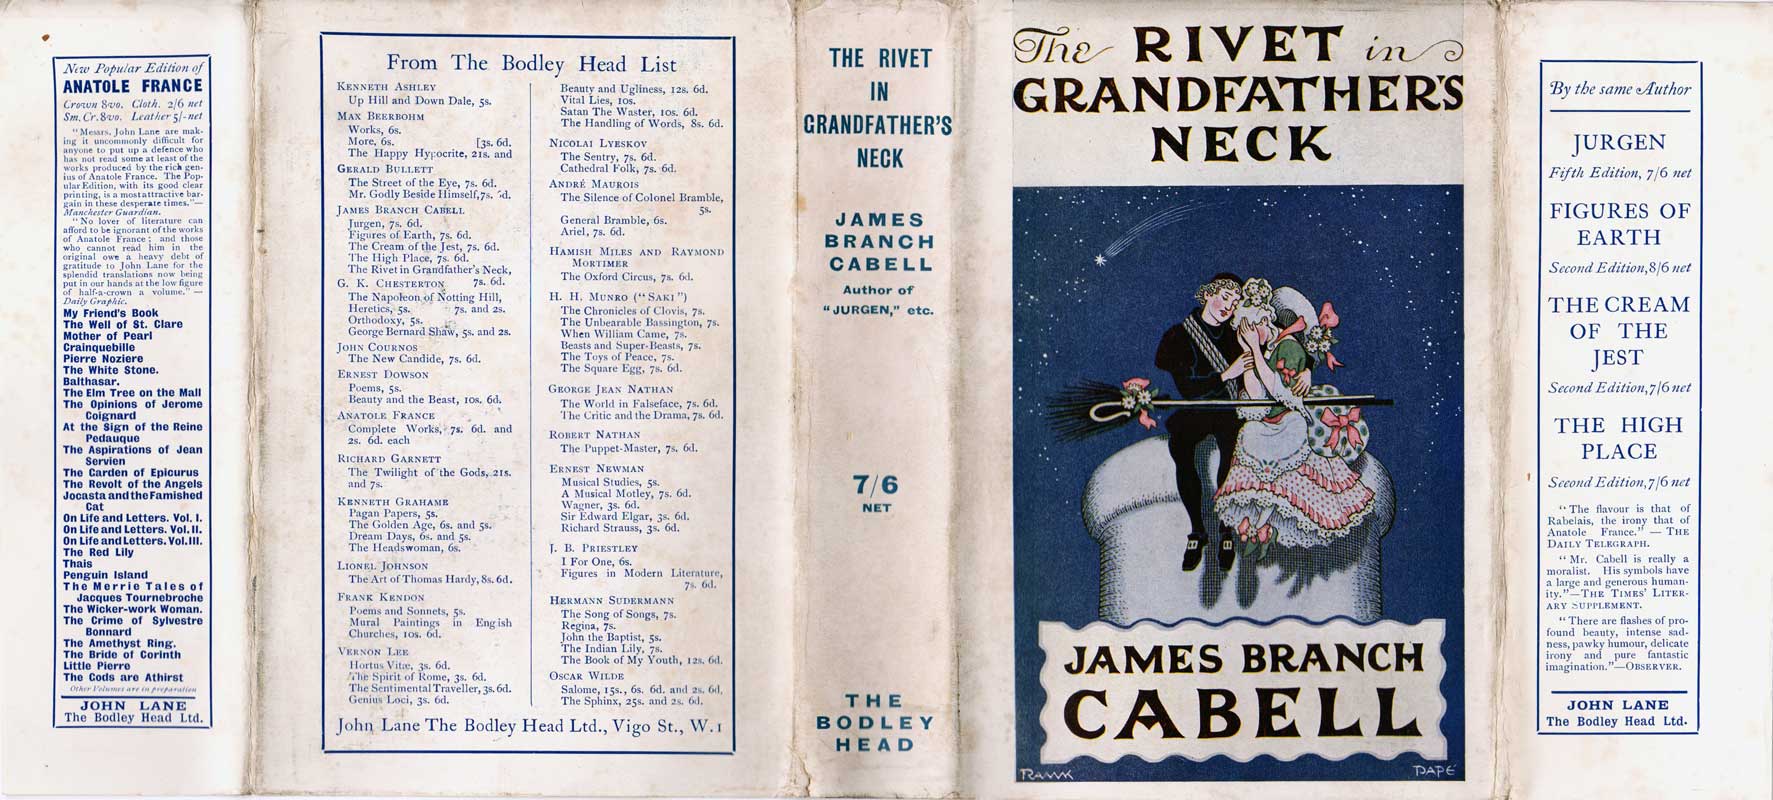 New Popular Edition of
ANATOLE FRANCE
Crown 8vo. Cloth. 2/6 net
Sm. Cr. 8vo. Leather 5/- net
"Messrs. John Lane are mak-
ing it uncommonly difficult for
anyone to put up a defence who
has not read some at least of the
works produced by the rich gen-
ius of Anatole France. The Pop-
ular Edition, with its good clear
printing, is a most attractive bar-
gain in these desperate times."—
Manchester Guardian.
"No lover of literature can
afford to be ignorant of the works
of Anatole France; and those
who cannot read him in the
original owe a heavy debt of
gratitude to John Lane for the
splendid translations now being
put in our hands at the low figure
of half-a-crown a volume."—
Daily Graphic.
My Friend's Book
The Well of St. Clare
Mother of Pearl
Crainquebille
Pierre Noziere
The White Stone.
Balthasar.
The Elm Tree on the Mall
The Opinions of Jerome
Coignard
At the Sign of the Reine
Pedauque
The Aspirations of Jean
Servien
The Garden of Epicurus
The Revolt of the Angels
Jocasta and the Famished
Cat
On Life and Letters. Vol. I.
On Life and Letters. Vol. II.
On Life and Letters. Vol. III.
The Red Lily
Thais
Penguin Island
The Merrie Tales of
Jacques Tournebroche
The Wicker-work Woman.
The Crime of Sylvestre
Bonnard
The Amethyst Ring.
The Bride of Corinth
Little Pierre
The Gods are Athirst
Other Volumes are in preparation
JOHN LANE
The Bodley Head Ltd.
From The Bodley Head List
KENNETH ASHLEY
Up Hill and Down Dale, 5s.
MAX BEERBOHM
Works, 6s.
More, 6s. [3s. 6d.
The Happy Hypocrite, 21s. and
GERALD BULLETT
The Street of the Eye, 7s. 6d.
Mr. Godly Beside Himself, 7s. 6d.
JAMES BRANCH CABELL
Jurgen, 7s. 6d.
Figures of Earth, 7s. 6d.
The Cream of the Jest, 7s. 6d.
The High Place, 7s. 6d.
The Rivet in Grandfather's Neck,
7s. 6d.
G. K. CHESTERTON
The Napoleon of Notting Hill,
7s. and 2s.
Heretics, 5s.
Orthodoxy, 5s.
George Bernard Shaw, 5s. and 2s.
JOHN COURNOS
The New Candide, 7s. 6d.
ERNEST DOWSON
Poems, 5s.
Beauty and the Beast, 10s. 6d.
ANATOLE FRANCE
Complete Works, 7s. 6d. and
2s. 6d. each
RICHARD GARNETT
The Twilight of the Gods, 21s.
and 7s.
KENNETH GRAHAME
Pagan Papers, 5s.
The Golden Age, 6s. and 5s.
Dream Days, 6s. and 5s.
The Headswoman, 6s.
LIONEL JOHNSON
The Art of Thomas Hardy, 8s. 6d.
FRANK KENDON
Poems and Sonnets, 5s.
Mural Paintings in English
Churches, 10s. 6d.
VERNON LEE
Hortus Vitæ, 3s. 6d.
The Spirit of Rome, 3s. 6d.
The Sentimental Traveller, 3s. 6d.
Genius Loci, 3s. 6d.
Beauty and Ugliness, 12s. 6d.
Vital Lies, 10s.
Satan The Waster, 10s. 6d.
The Handling of Words, 8s. 6d.
NICOLAI LYESKOV
The Sentry, 7s. 6d.
Cathedral Folk, 7s. 6d.
ANDRÉ MAUROIS
The Silence of Colonel Bramble,
5s.
General Bramble, 6s.
Ariel, 7s. 6d.
HAMISH MILES AND RAYMOND
MORTIMER
The Oxford Circus, 7s. 6d.
H. H. MUNRO ("SAKI")
The Chronicles of Clovis, 7s.
The Unbearable Bassington, 7s.
When William Came, 7s.
Beasts and Super-Beasts, 7s.
The Toys of Peace, 7s.
The Square Egg, 7s. 6d.
GEORGE JEAN NATHAN
The World in Falseface, 7s. 6d.
The Critic and the Drama, 7s. 6d.
ROBERT NATHAN
The Puppet-Master, 7s. 6d.
ERNEST NEWMAN
Musical Studies, 5s.
A Musical Motley, 7s. 6d.
Wagner, 3s. 6d.
Sir Edward Elgar, 3s. 6d.
Richard Strauss, 3s. 6d.
J. B. PRIESTLEY
I For One, 6s.
Figures in Modern Literature,
7s. 6d.
HERMANN SUDERMANN
The Song of Songs, 7s.
Regina, 7s.
John the Baptist, 5s.
The Indian Lily, 7s.
The Book of My Youth, 12s. 6d.
OSCAR WILDE
Salome, 15s., 6s. 6d. and 2s. 6d.
The Sphinx, 25s. and 2s. 6d.
John Lane The Bodley Head Ltd., Vigo St., W.1
THE RIVET
IN
GRANDFATHER'S
NECK
JAMES
BRANCH
CABELL
Author of
"JURGEN," etc.
7/6
NET
THE
BODLEY
HEAD
The RIVET in
GRANDFATHER'S
NECK
JAMES BRANCH
CABELL
FRANK
PAPÉ
By the same Author
JURGEN
Fifth Edition, 7/6 net
FIGURES OF
EARTH
Second Edition, 8/6 net
THE CREAM
OF THE
JEST
Second Edition, 7/6 net
THE HIGH
PLACE
Second Edition, 7/6 net
"The flavour is that of
Rabelais, the irony that of
Anatole France." — THE
DAILY TELEGRAPH.
"Mr. Cabell is really a
moralist. His symbols have
a large and generous human-
ity."—THE TIMES' LITER-
ARY SUPPLEMENT.
"There are flashes of pro-
found beauty, intense sad-
ness, pawky humour, delicate
irony and pure fantastic
imagination."—OBSERVER.
JOHN LANE
The Bodley Head Ltd.